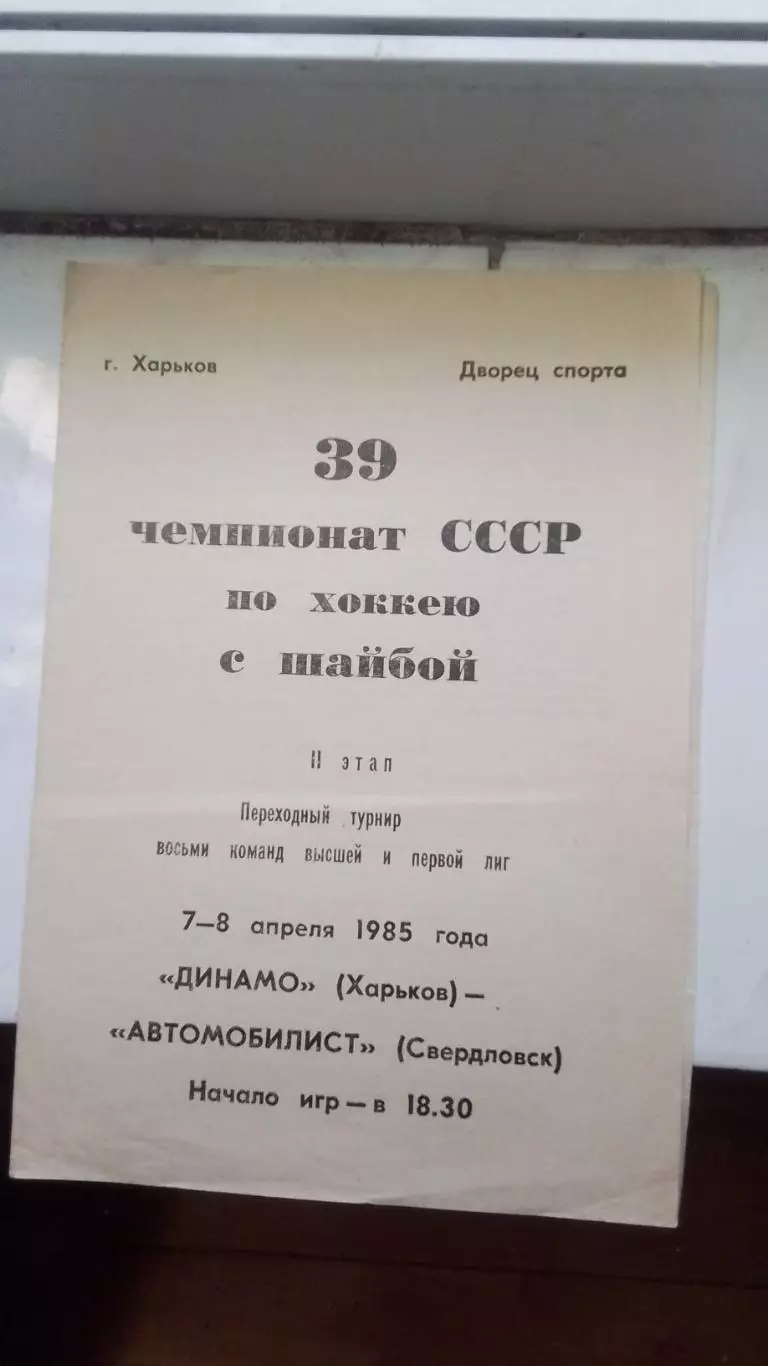 г. Харьков
Дворец спорта
39
чемпионат СССР
по хоккею
с шайбой
II этап
Переходный турнир
восьми команд высшей и первой лиг
7—8 апреля 1985 года
«ДИНАМО» (Харьков) —
«АВТОМОБИЛИСТ» (Свердловск)
Начало игр — в 18.30